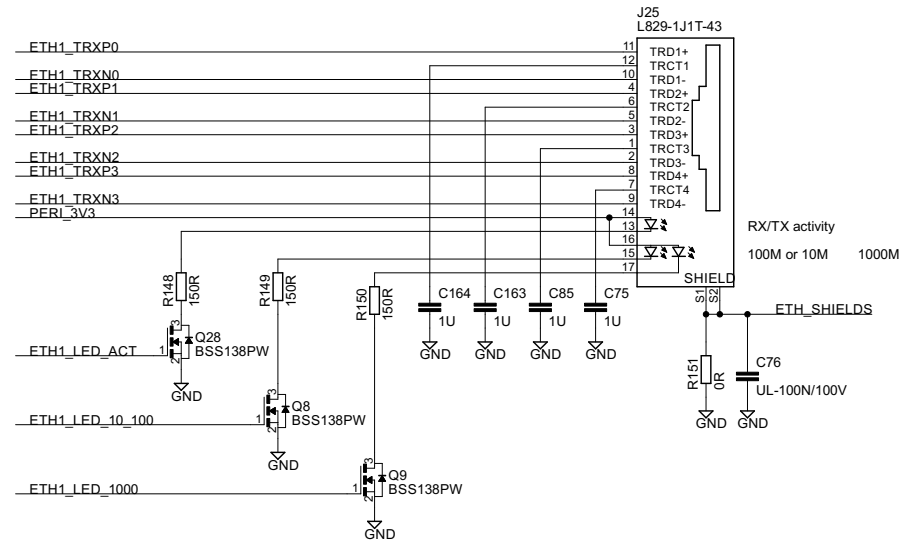 J25
L829-1J1T-43
ETH1_TRXP0 11 TRD1+
12 TRCT1
ETH1_TRXN0 10 TRD1-
ETH1_TRXP1 4 TRD2+
6 TRCT2
ETH1_TRXN1 5 TRD2-
ETH1_TRXP2 3 TRD3+
1 TRCT3
ETH1_TRXN2 2 TRD3-
ETH1_TRXP3 8 TRD4+
7 TRCT4
ETH1_TRXN3 9 TRD4-
PERI_3V3 14
13 RX/TX activity
16
15 100M or 10M 1000M
17
SHIELD
S1 S2
ETH_SHIELDS
R148 150R
R149 150R
R150 150R
C164 1U
C163 1U
C85 1U
C75 1U
GND GND GND GND
R151 0R
C76
UL-100N/100V
GND GND
3
Q28
ETH1_LED_ACT 1 BSS138PW
2
GND
3
Q8
ETH1_LED_10_100 1 BSS138PW
2
GND
3
Q9
ETH1_LED_1000 1 BSS138PW
2
GND